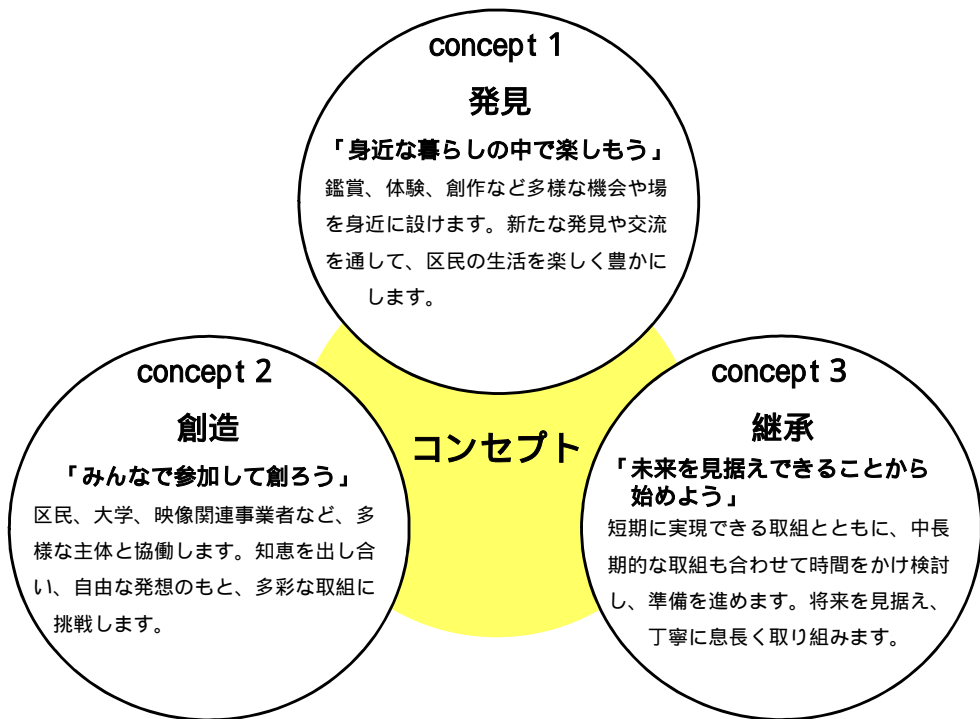 concept 1
発見
「身近な暮らしの中で楽しもう」
鑑賞、体験、創作など多様な機会や場
を身近に設けます。新たな発見や交流
を通して、区民の生活を楽しく豊かに
します。
コンセプト
concept 2
創造
「みんなで参加して創ろう」
区民、大学、映像関連事業者など、多
様な主体と協働します。知恵を出し合
い、自由な発想のもと、多彩な取組に
挑戦します。
concept 3
継承
「未来を見据えできることから
始めよう」
短期に実現できる取組とともに、中長
期的な取組も合わせて時間をかけ検討
し、準備を進めます。将来を見据え、
丁寧に息長く取り組みます。